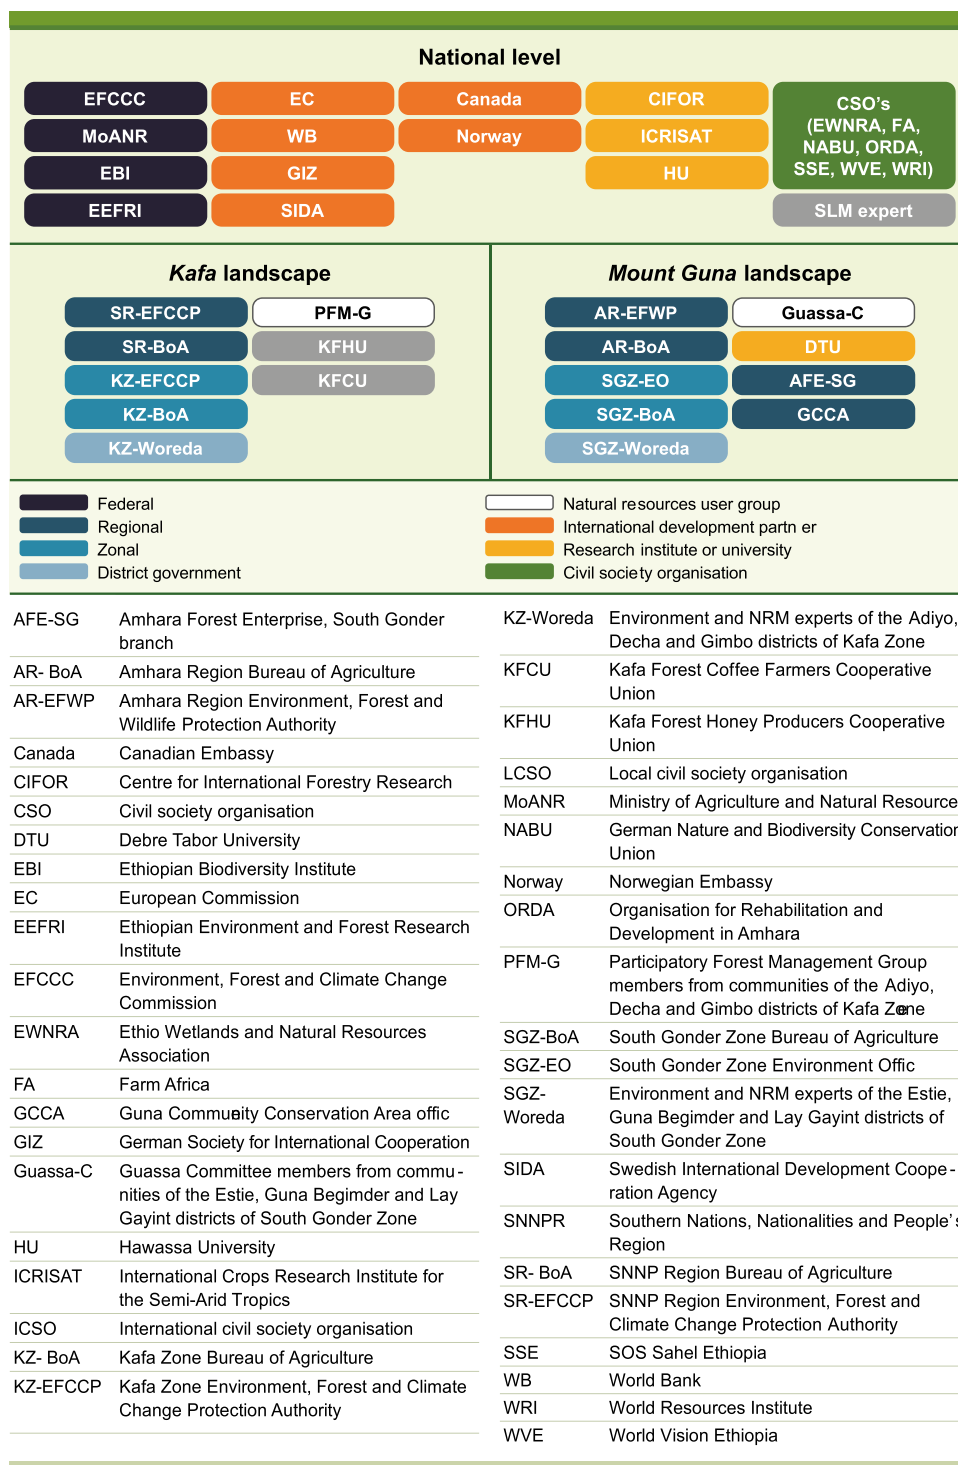 National level
EFCCC
MoANR
EBI
EEFRI
EC
WB
GIZ
SIDA
Canada
Norway
CIFOR
ICRISAT
HU
CSO's
(EWNRA, FA,
NABU, ORDA,
SSE, WVE, WRI)
SLM expert
Kafa landscape
SR-EFCCP
SR-BoA
KZ-EFCCP
KZ-BoA
KZ-Woreda
PFM-G
KFHU
KFCU
Mount Guna landscape
AR-EFWP
AR-BoA
SGZ-EO
SGZ-BoA
SGZ-Woreda
Guassa-C
DTU
AFE-SG
GCCA
Federal
Regional
Zonal
District government
Natural resources user group
International development partn er
Research institute or university
Civil society organisation
AFE-SG Amhara Forest Enterprise, South Gonder
branch
AR- BoA Amhara Region Bureau of Agriculture
AR-EFWP Amhara Region Environment, Forest and
Wildlife Protection Authority
Canada Canadian Embassy
CIFOR Centre for International Forestry Research
CSO Civil society organisation
DTU Debre Tabor University
EBI Ethiopian Biodiversity Institute
EC European Commission
EEFRI Ethiopian Environment and Forest Research
Institute
EFCCC Environment, Forest and Climate Change
Commission
EWNRA Ethio Wetlands and Natural Resources
Association
FA Farm Africa
GCCA Guna Community Conservation Area offic
GIZ German Society for International Cooperation
Guassa-C Guassa Committee members from commu-
nities of the Estie, Guna Begimder and Lay
Gayint districts of South Gonder Zone
HU Hawassa University
ICRISAT International Crops Research Institute for
the Semi-Arid Tropics
ICSO International civil society organisation
KZ- BoA Kafa Zone Bureau of Agriculture
KZ-EFCCP Kafa Zone Environment, Forest and Climate
Change Protection Authority
KZ-Woreda Environment and NRM experts of the Adiyo,
Decha and Gimbo districts of Kafa Zone
KFCU Kafa Forest Coffee Farmers Cooperative
Union
KFHU Kafa Forest Honey Producers Cooperative
Union
LCSO Local civil society organisation
MoANR Ministry of Agriculture and Natural Resource
NABU German Nature and Biodiversity Conservation
Union
Norway Norwegian Embassy
ORDA Organisation for Rehabilitation and
Development in Amhara
PFM-G Participatory Forest Management Group
members from communities of the Adiyo,
Decha and Gimbo districts of Kafa Zone
SGZ-BoA South Gonder Zone Bureau of Agriculture
SGZ-EO South Gonder Zone Environment Offic
SGZ- Environment and NRM experts of the Estie,
Woreda Guna Begimder and Lay Gayint districts of
South Gonder Zone
SIDA Swedish International Development Coope-
ration Agency
SNNPR Southern Nations, Nationalities and People's
Region
SR- BoA SNNP Region Bureau of Agriculture
SR-EFCCP SNNP Region Environment, Forest and
Climate Change Protection Authority
SSE SOS Sahel Ethiopia
WB World Bank
WRI World Resources Institute
WVE World Vision Ethiopia